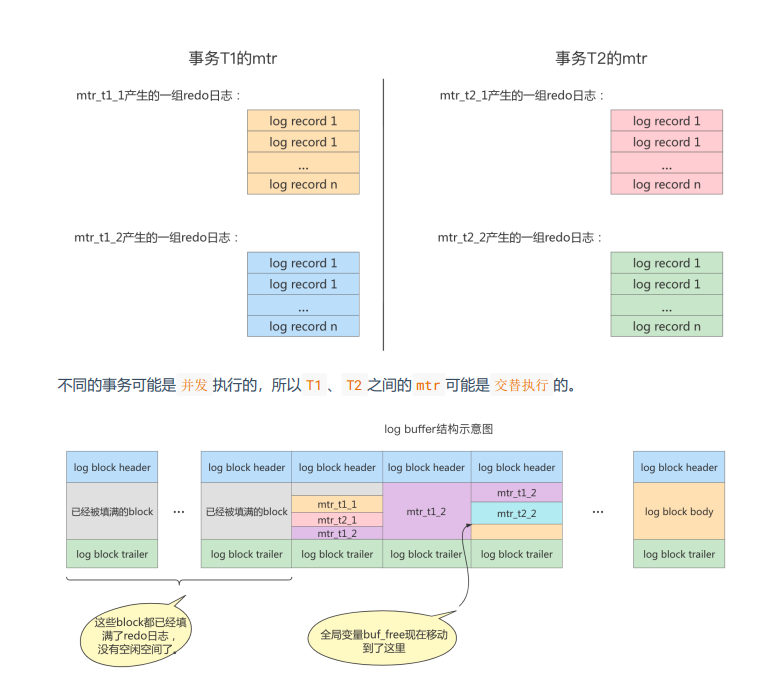 事务T1的mtr
事务T2的mtr
mtr_t1_1产生的一组redo日志：
log record 1
log record 1
...
log record n
mtr_t2_1产生的一组redo日志：
log record 1
log record 1
...
log record n
mtr_t1_2产生的一组redo日志：
log record 1
log record 1
...
log record n
mtr_t2_2产生的一组redo日志：
log record 1
log record 1
...
log record n
不同的事务可能是并发执行的，所以T1、T2之间的mtr可能是交替执行的。
log buffer结构示意图
log block header
已经被填满的block
log block trailer
...
log block header
已经被填满的block
log block trailer
log block header
mtr_t1_1
mtr_t2_1
mtr_t1_2
log block trailer
log block header
mtr_t1_2
log block trailer
log block header
mtr_t1_2
mtr_t2_2
log block trailer
...
log block header
log block body
log block trailer
这些block都已经填
满了redo日志，
没有空闲空间了。
全局变量buf_free现在移动
到了这里